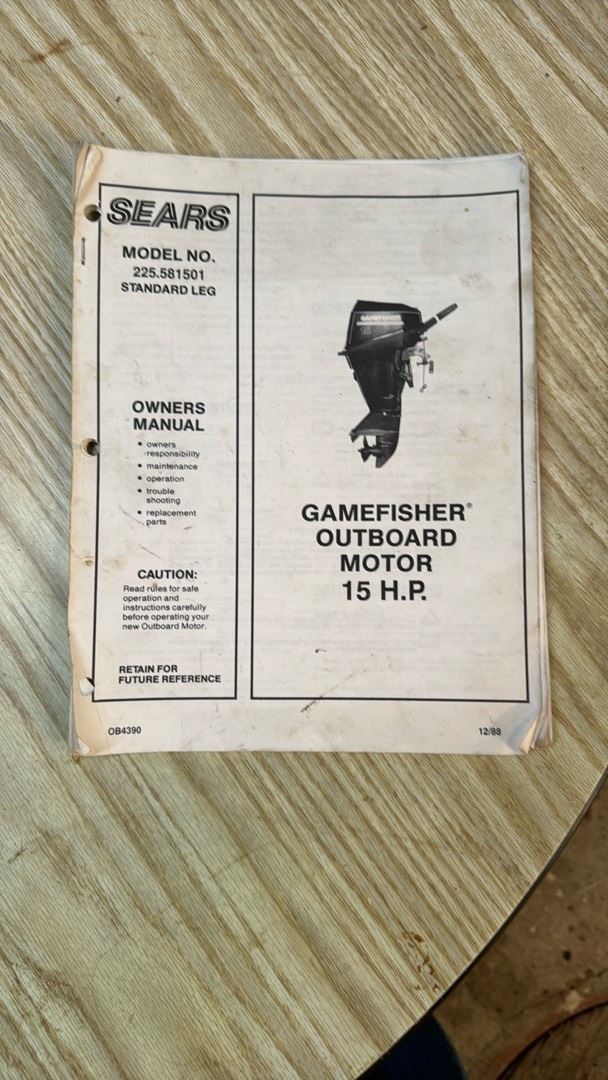 SEARS
MODEL NO.
225.581501
STANDARD LEG
OWNERS
MANUAL
• owners
responsibility
• maintenance
• operation
• trouble
shooting
• replacement
parts
CAUTION:
Read rules for safe
operation and
instructions carefully
before operating your
new Outboard Motor.
RETAIN FOR
FUTURE REFERENCE
OB4390
GAMEFISHER
GAMEFISHER®
OUTBOARD
MOTOR
15 H.P.
12/88